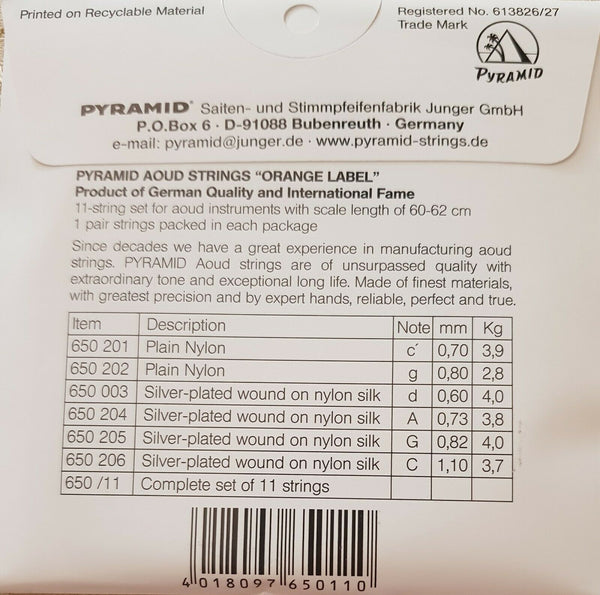 Printed on Recyclable Material
Registered No. 613826/27
Trade Mark
PYRAMID
PYRAMID® Saiten- und Stimmpfeifenfabrik Junger GmbH
P.O.Box 6 · D-91088 Bubenreuth · Germany
e-mail: pyramid@junger.de · www.pyramid-strings.de
PYRAMID AOUD STRINGS “ORANGE LABEL”
Product of German Quality and International Fame
11-string set for aoud instruments with scale length of 60-62 cm
1 pair strings packed in each package
Since decades we have a great experience in manufacturing aoud
strings. PYRAMID Aoud strings are of unsurpassed quality with
extraordinary tone and exceptional long life. Made of finest materials,
with greatest precision and by expert hands, reliable, perfect and true.
Item Description Note mm Kg
650 201 Plain Nylon c´ 0,70 3,9
650 202 Plain Nylon g 0,80 2,8
650 003 Silver-plated wound on nylon silk d 0,60 4,0
650 204 Silver-plated wound on nylon silk A 0,73 3,8
650 205 Silver-plated wound on nylon silk G 0,82 4,0
650 206 Silver-plated wound on nylon silk C 1,10 3,7
650 /11 Complete set of 11 strings
4 018097 650110